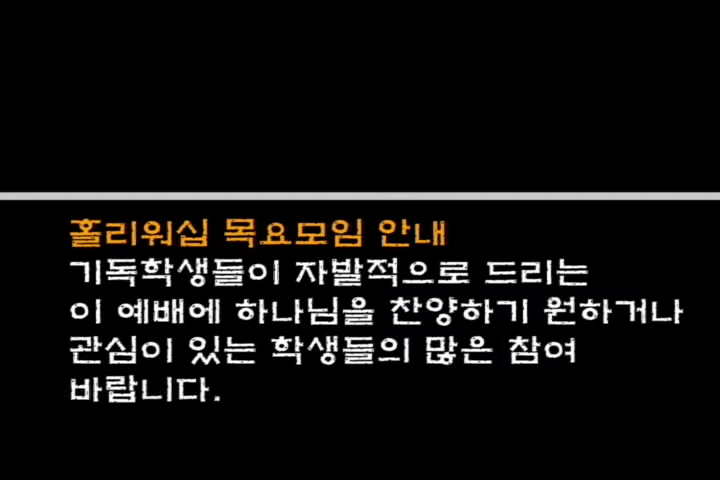 홀리워십 목요모임 안내
기독학생들이 자발적으로 드리는
이 예배에 하나님을 찬양하기 원하거나
관심이 있는 학생들의 많은 참여
바랍니다.